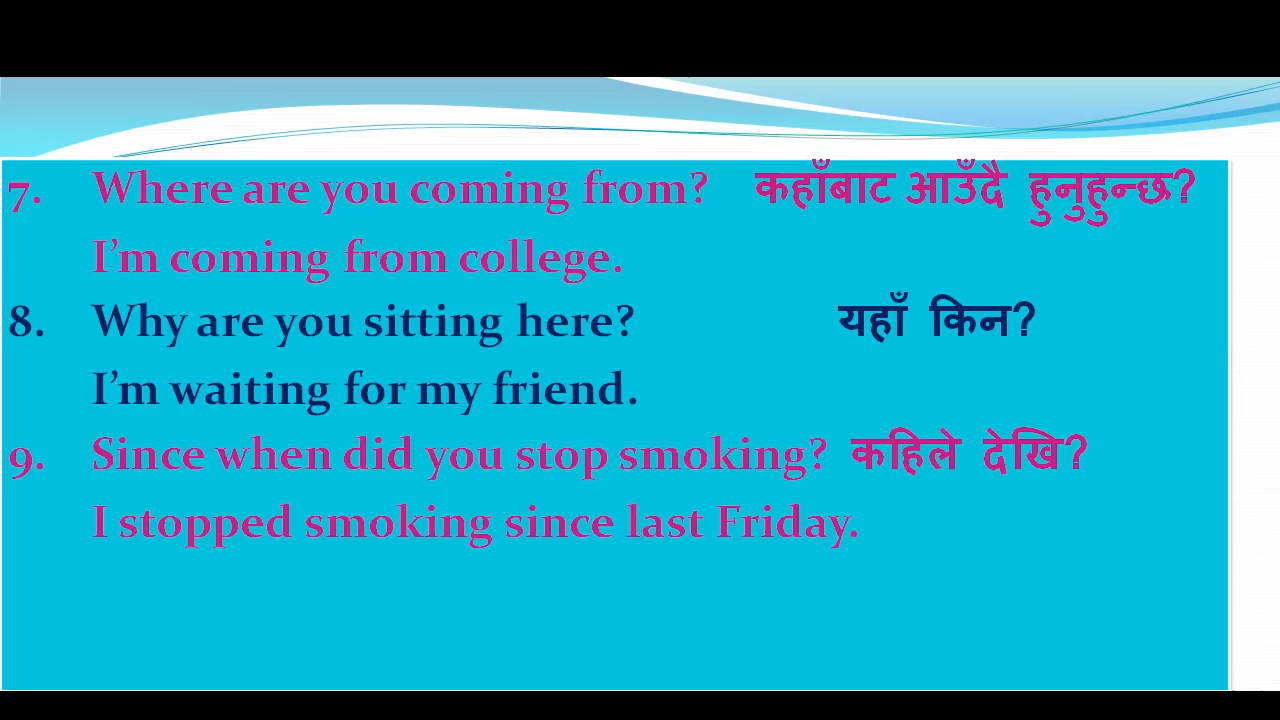 7. Where are you coming from? कहाँबाट आउँदै हुनुहुन्छ?
I'm coming from college.
8. Why are you sitting here? यहाँ किन?
I'm waiting for my friend.
9. Since when did you stop smoking? कहिले देखि?
I stopped smoking since last Friday.